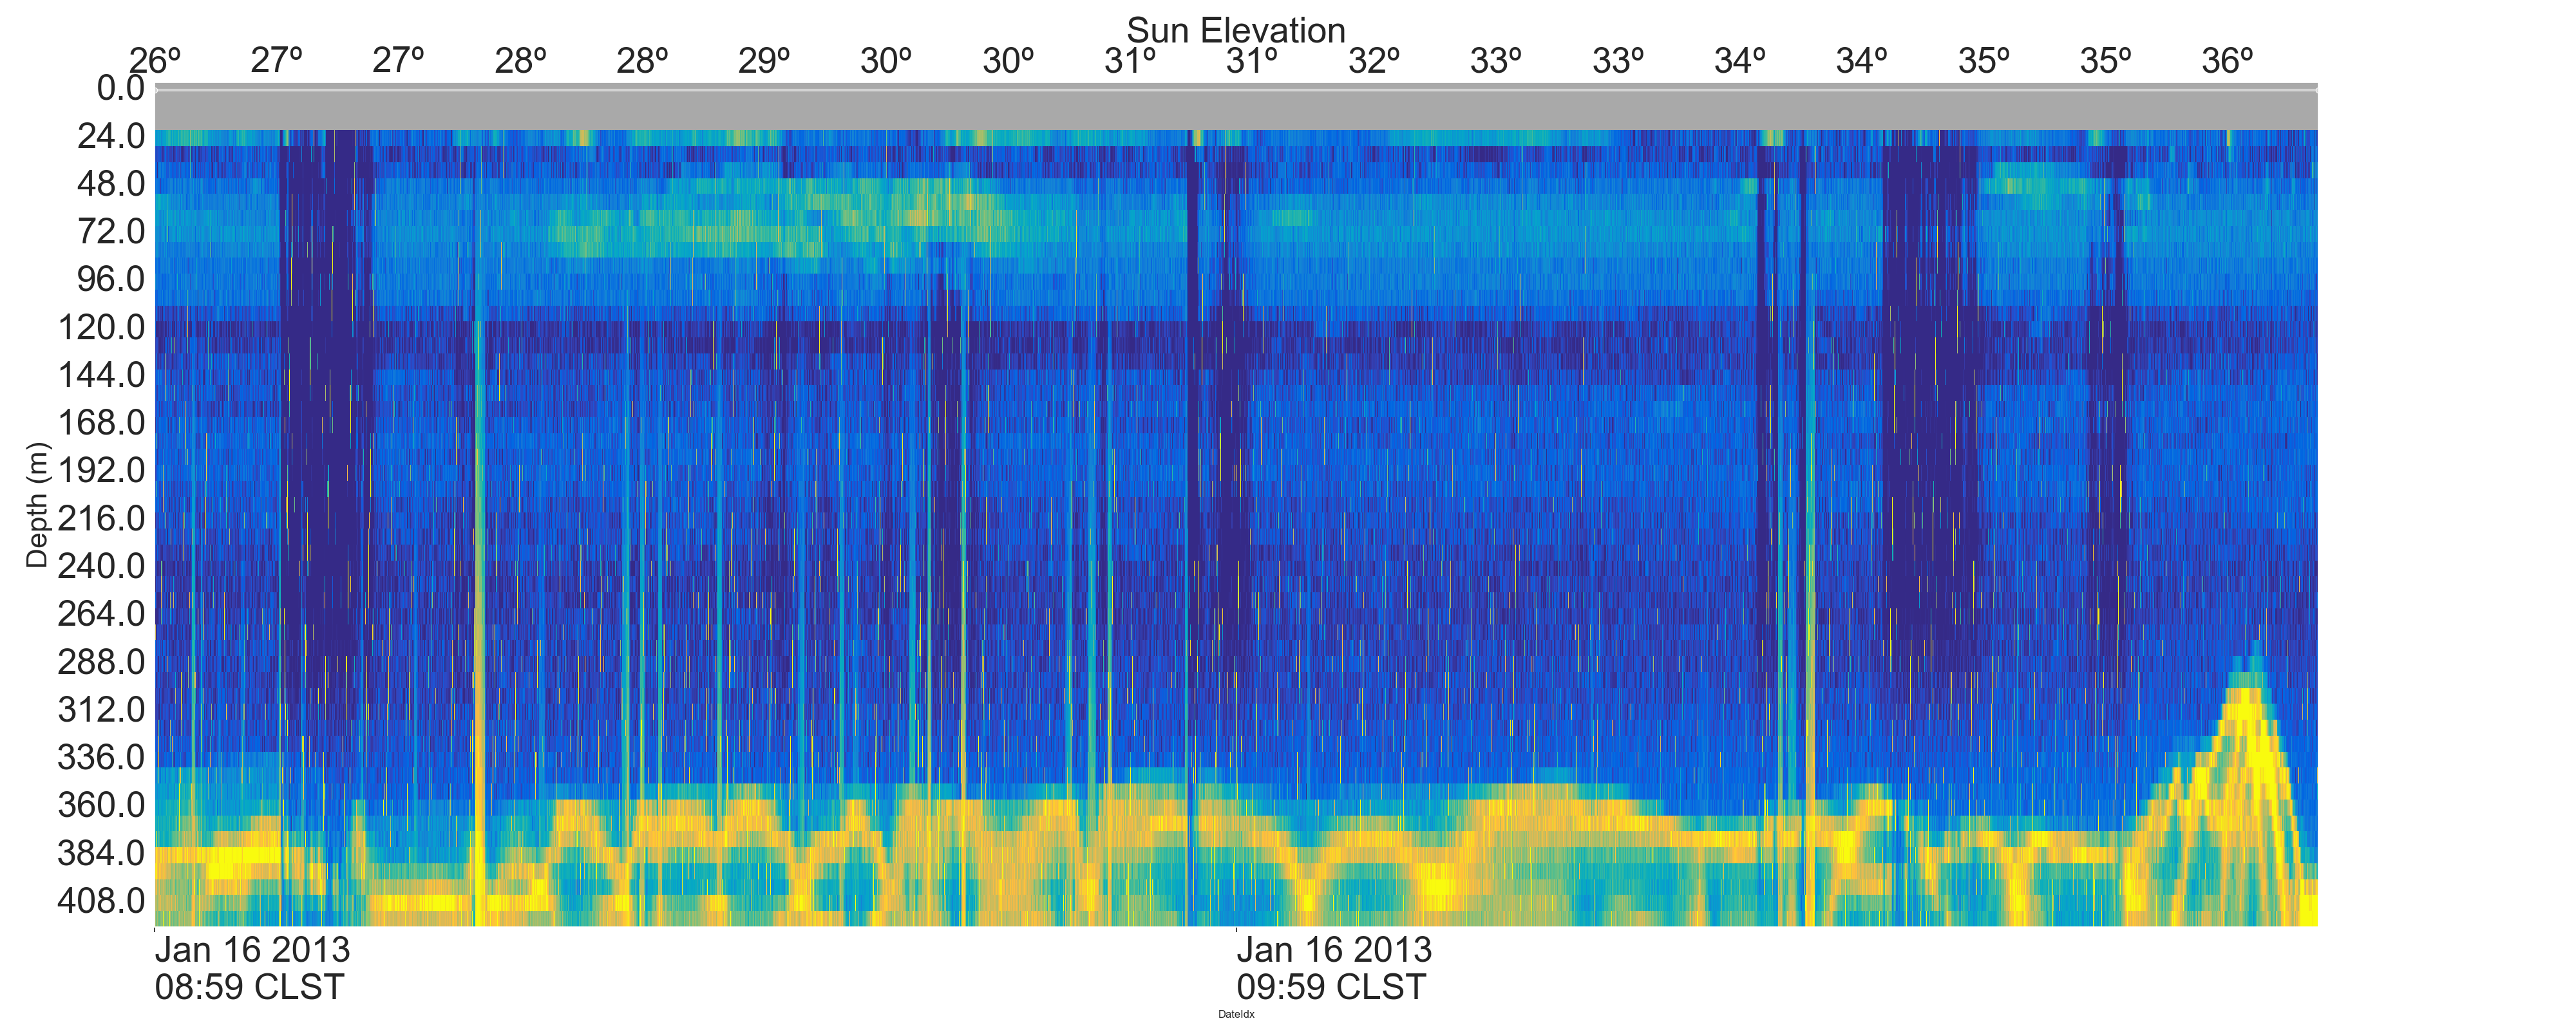 Sun Elevation
26º 27º 27º 28º 28º 29º 30º 30º 31º 31º 32º 33º 33º 34º 34º 35º 35º 36º
0.0
24.0
48.0
72.0
96.0
120.0
144.0
168.0
192.0
216.0
240.0
264.0
288.0
312.0
336.0
360.0
384.0
408.0
Depth (m)
Jan 16 2013
08:59 CLST
Jan 16 2013
09:59 CLST
DateIdx